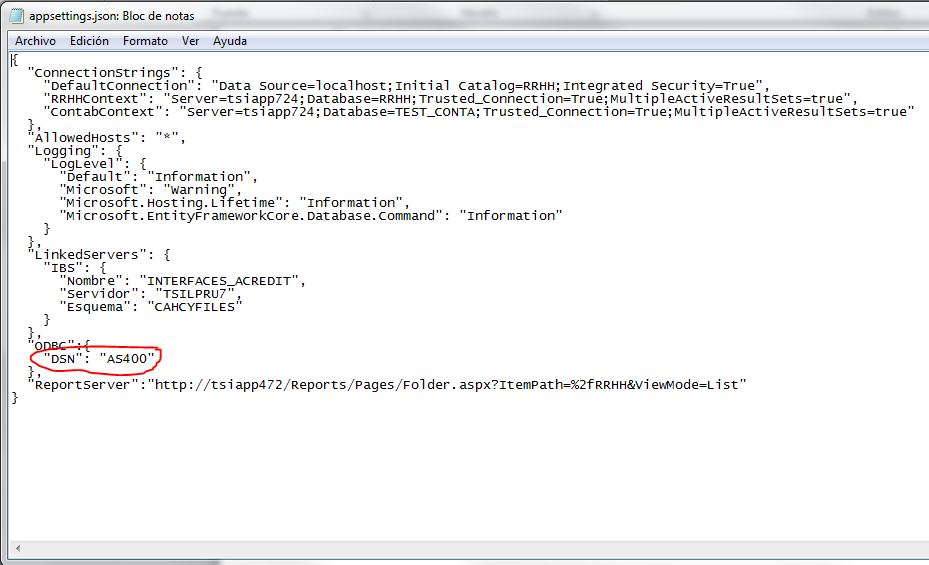 appsettings.json: Bloc de notas
Archivo Edición Formato Ver Ayuda
{
"ConnectionStrings": {
"DefaultConnection": "Data Source=localhost;Initial Catalog=RRHH;Integrated Security=True",
"RRHHContext": "Server=tsiapp724;Database=RRHH;Trusted_Connection=True;MultipleActiveResultSets=true",
"ContabContext": "Server=tsiapp724;Database=TEST_CONTA;Trusted_Connection=True;MultipleActiveResultSets=true"
},
"AllowedHosts": "*",
"Logging": {
"LogLevel": {
"Default": "Information",
"Microsoft": "Warning",
"Microsoft.Hosting.Lifetime": "Information",
"Microsoft.EntityFrameworkCore.Database.Command": "Information"
}
},
"LinkedServers": {
"IBS": {
"Nombre": "INTERFACES_ACREDIT",
"Servidor": "TSILPRU7",
"Esquema": "CAHCYFILES"
}
},
"ODBC":{
"DSN": "AS400"
},
"ReportServer":"http://tsiapp472/Reports/Pages/Folder.aspx?ItemPath=%2fRRHH&ViewMode=List"
}